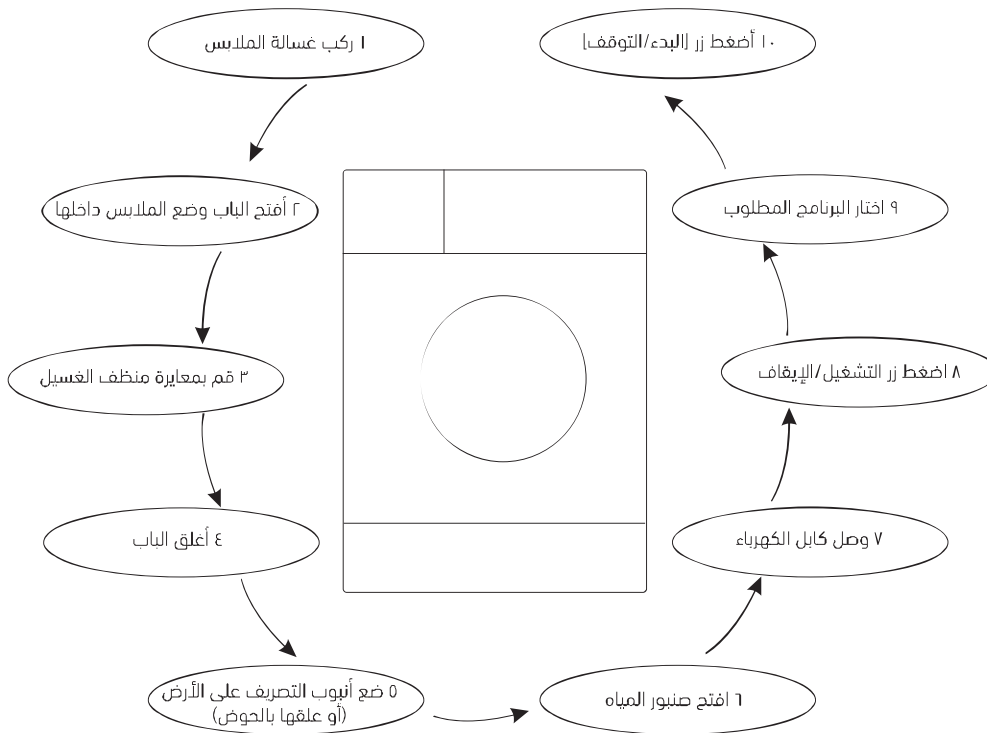 ١ ركب غسالة الملابس
٢ أفتح الباب وضع الملابس داخلها
٣ قم بمعايرة منظف الغسيل
٤ أغلق الباب
٥ ضع أنبوب التصريف على الأرض
(أو علقها بالحوض)
٦ افتح صنبور المياه
٧ وصل كابل الكهرباء
٨ اضغط زر التشغيل/الإيقاف
٩ اختار البرنامج المطلوب
١٠ أضغط زر [البدء/التوقف]